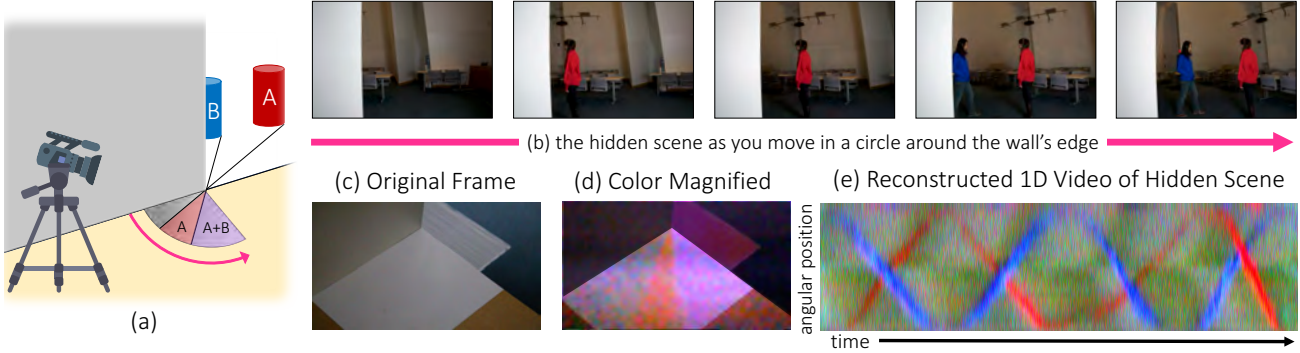 B
A
A
A+B
(a)
(b) the hidden scene as you move in a circle around the wall's edge
(c) Original Frame
(d) Color Magnified
(e) Reconstructed 1D Video of Hidden Scene
angular position
time